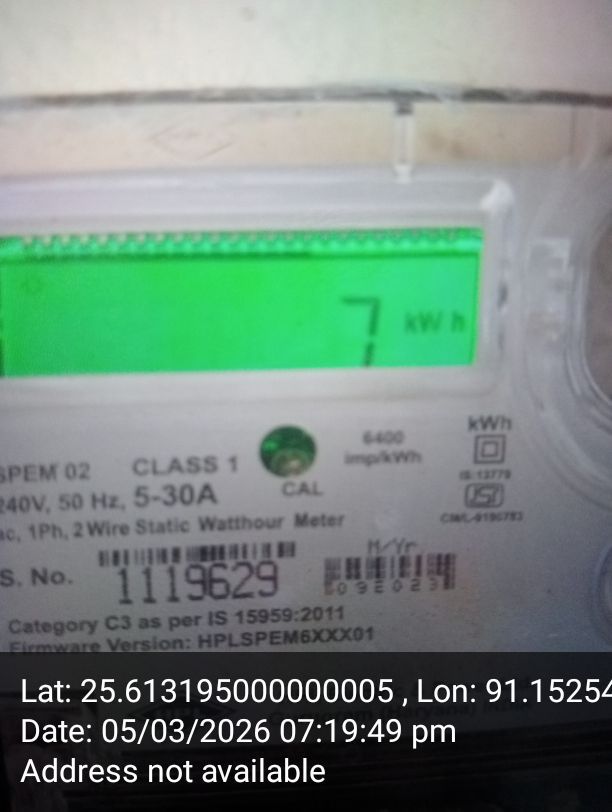 7 kWh
6400
imp/kWh
kWh
SPEM 02 CLASS 1
CAL
IS 13779
240V, 50 Hz, 5-30A
ac, 1Ph, 2 Wire Static Watthour Meter
M/Yr
S. No. 1119629
Category C3 as per IS 15959:2011
Firmware Version: HPLSPEM6XXX01
Lat: 25.613195000000005 , Lon: 91.15254
Date: 05/03/2026 07:19:49 pm
Address not available